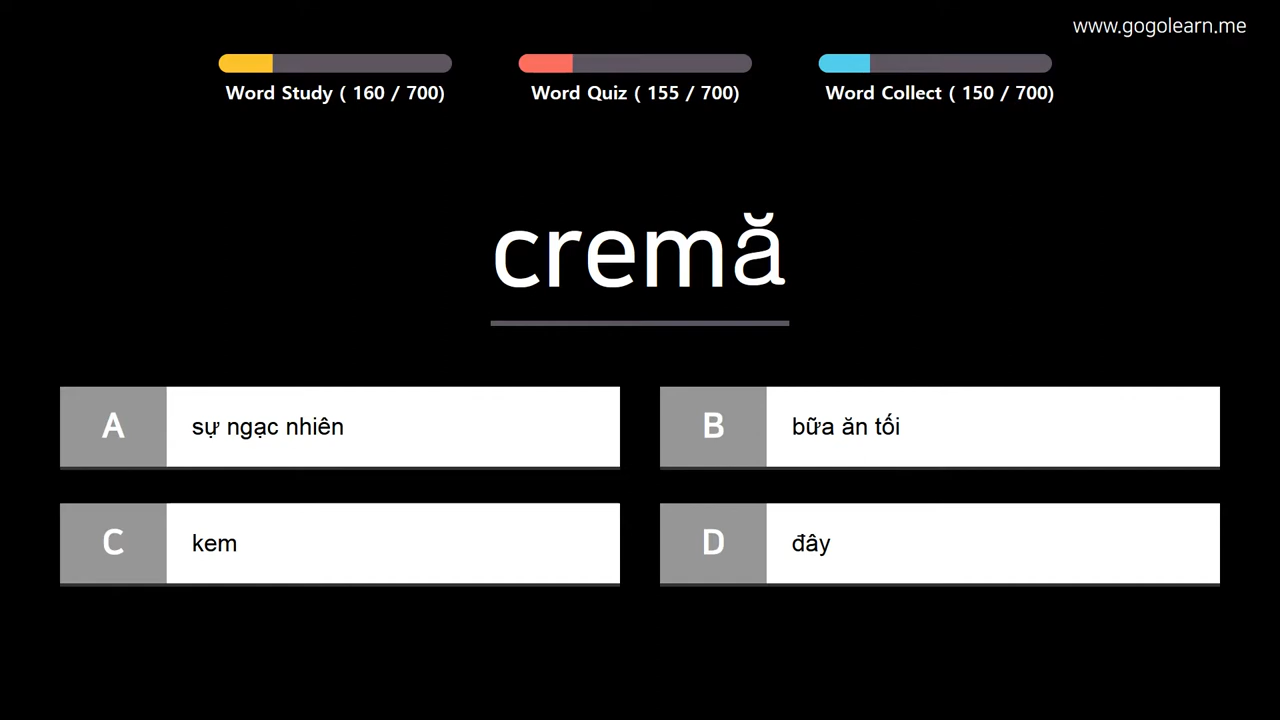 www.gogolearn.me
Word Study ( 160 / 700)
Word Quiz ( 155 / 700)
Word Collect ( 150 / 700)
cremă
A
sự ngạc nhiên
B
bữa ăn tối
C
kem
D
đây